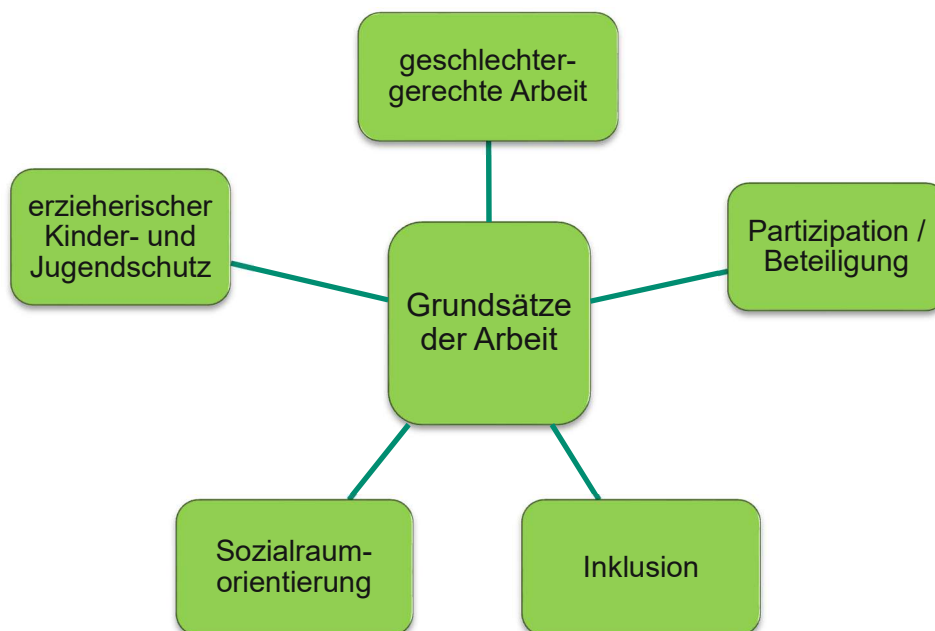 geschlechter-
gerechte Arbeit
erzieherischer
Kinder- und
Jugendschutz
Partizipation /
Beteiligung
Grundsätze
der Arbeit
Sozialraum-
orientierung
Inklusion